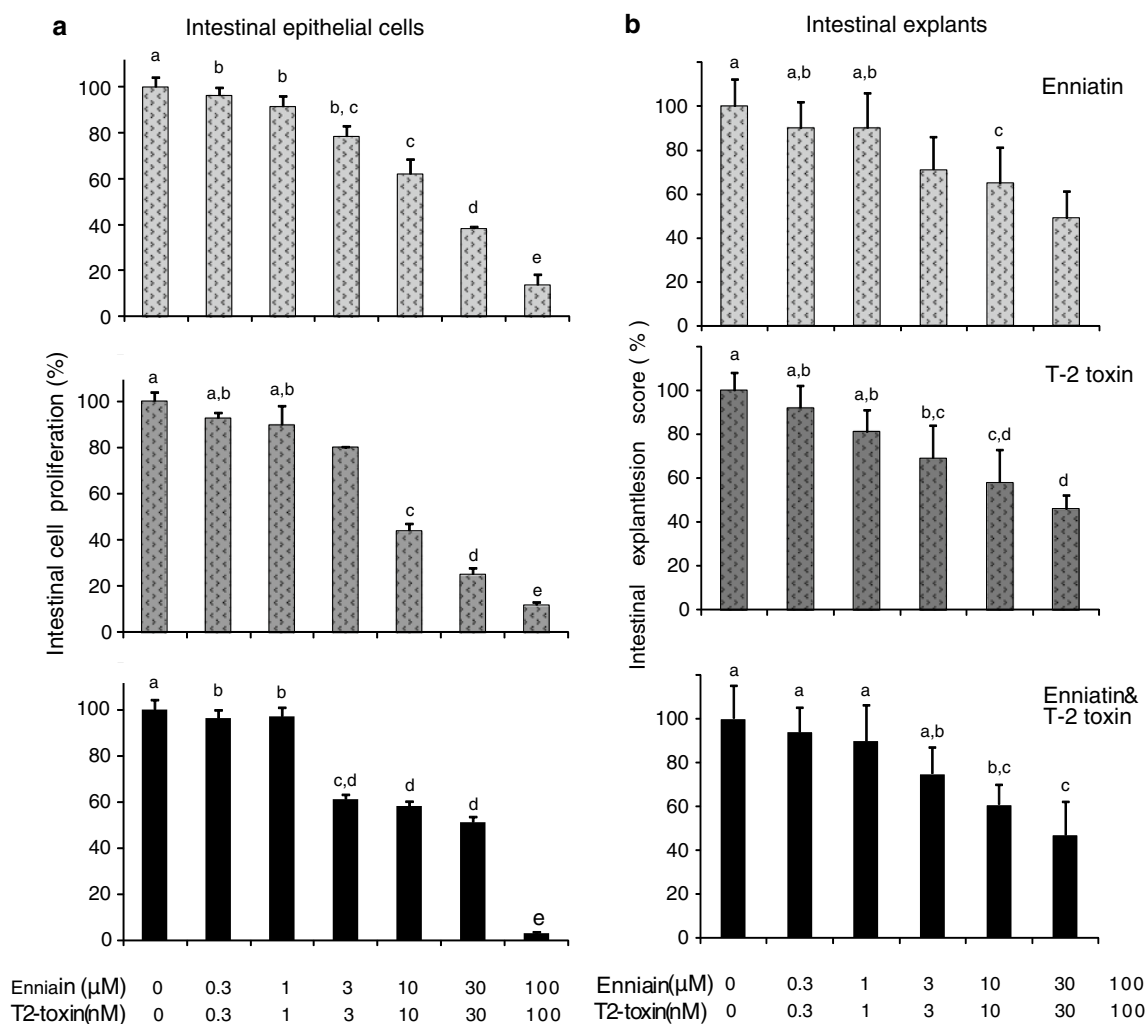 a
Intestinal epithelial cells
a
b
b
b, c
c
d
e
100
80
60
40
20
0
a
a,b
a,b
c
d
e
100
80
60
40
20
0
a
b
b
c,d
d
d
e
100
80
60
40
20
0
Intestinal cell proliferation (%)
Enniain (µM) 0 0.3 1 3 10 30 100
T2-toxin(nM) 0 0.3 1 3 10 30 100
b
Intestinal explants
Enniatin
a
a,b
a,b
c
100
80
60
40
20
0
T-2 toxin
a
a,b
a,b
b,c
c,d
d
100
80
60
40
20
0
Enniatin&
T-2 toxin
a
a
a
a,b
b,c
c
100
80
60
40
20
0
Intestinal explantlesion score ( % )
Enniain(µM) 0 0.3 1 3 10 30 100
T2-toxin(nM) 0 0.3 1 3 10 30 100